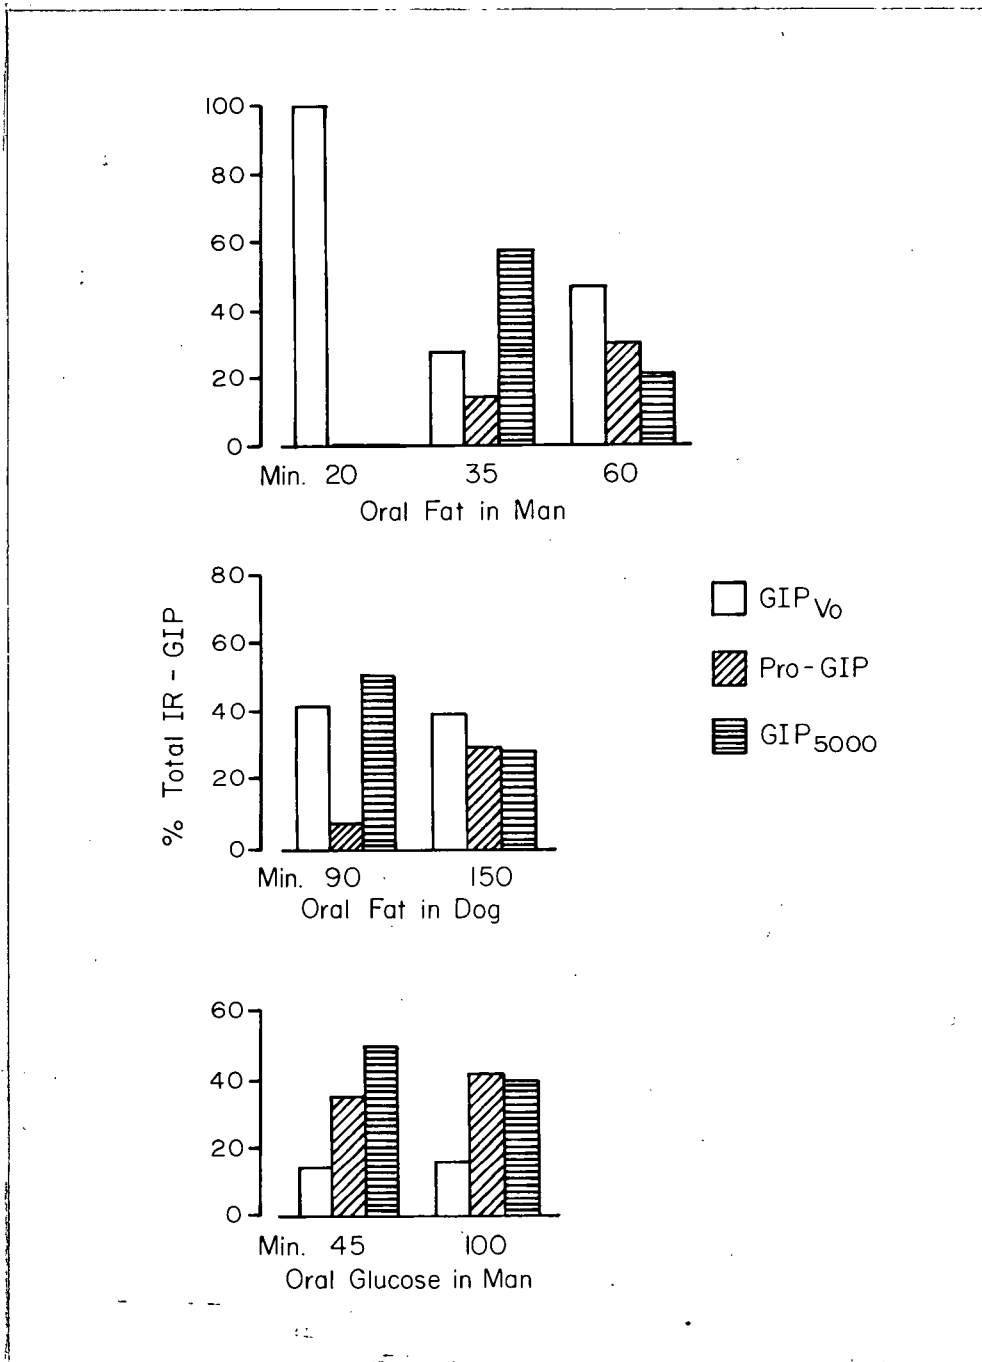 100
80
60
40
20
0
Min. 20 35 60
Oral Fat in Man
% Total IR - GIP
80
60
40
20
0
Min. 90 150
Oral Fat in Dog
GIPVo
Pro-GIP
GIP5000
60
40
20
0
Min. 45 100
Oral Glucose in Man